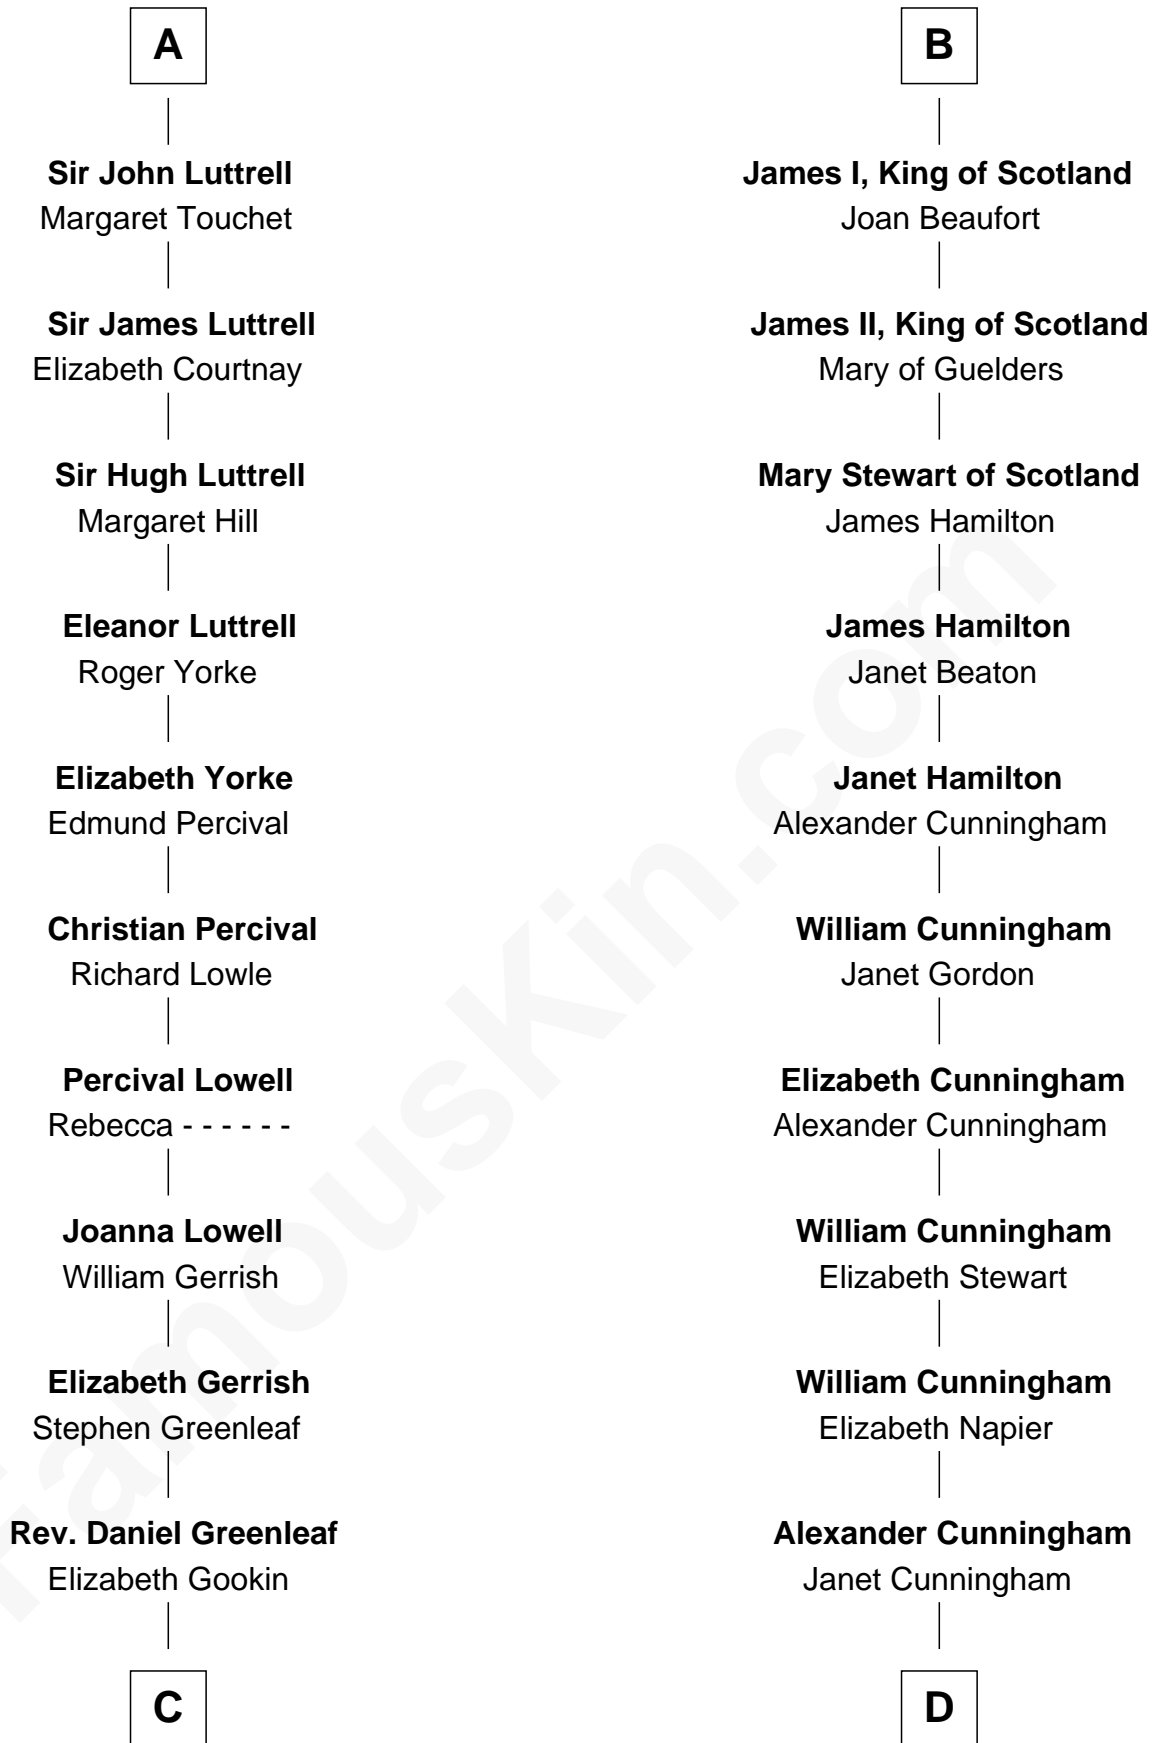 A
Sir John Luttrell
Margaret Touchet
Sir James Luttrell
Elizabeth Courtnay
Sir Hugh Luttrell
Margaret Hill
Eleanor Luttrell
Roger Yorke
Elizabeth Yorke
Edmund Percival
Christian Percival
Richard Lowle
Percival Lowell
Rebecca - - - - - -
Joanna Lowell
William Gerrish
Elizabeth Gerrish
Stephen Greenleaf
Rev. Daniel Greenleaf
Elizabeth Gookin
C
B
James I, King of Scotland
Joan Beaufort
James II, King of Scotland
Mary of Guelders
Mary Stewart of Scotland
James Hamilton
James Hamilton
Janet Beaton
Janet Hamilton
Alexander Cunningham
William Cunningham
Janet Gordon
Elizabeth Cunningham
Alexander Cunningham
William Cunningham
Elizabeth Stewart
William Cunningham
Elizabeth Napier
Alexander Cunningham
Janet Cunningham
D
FamousKin.com